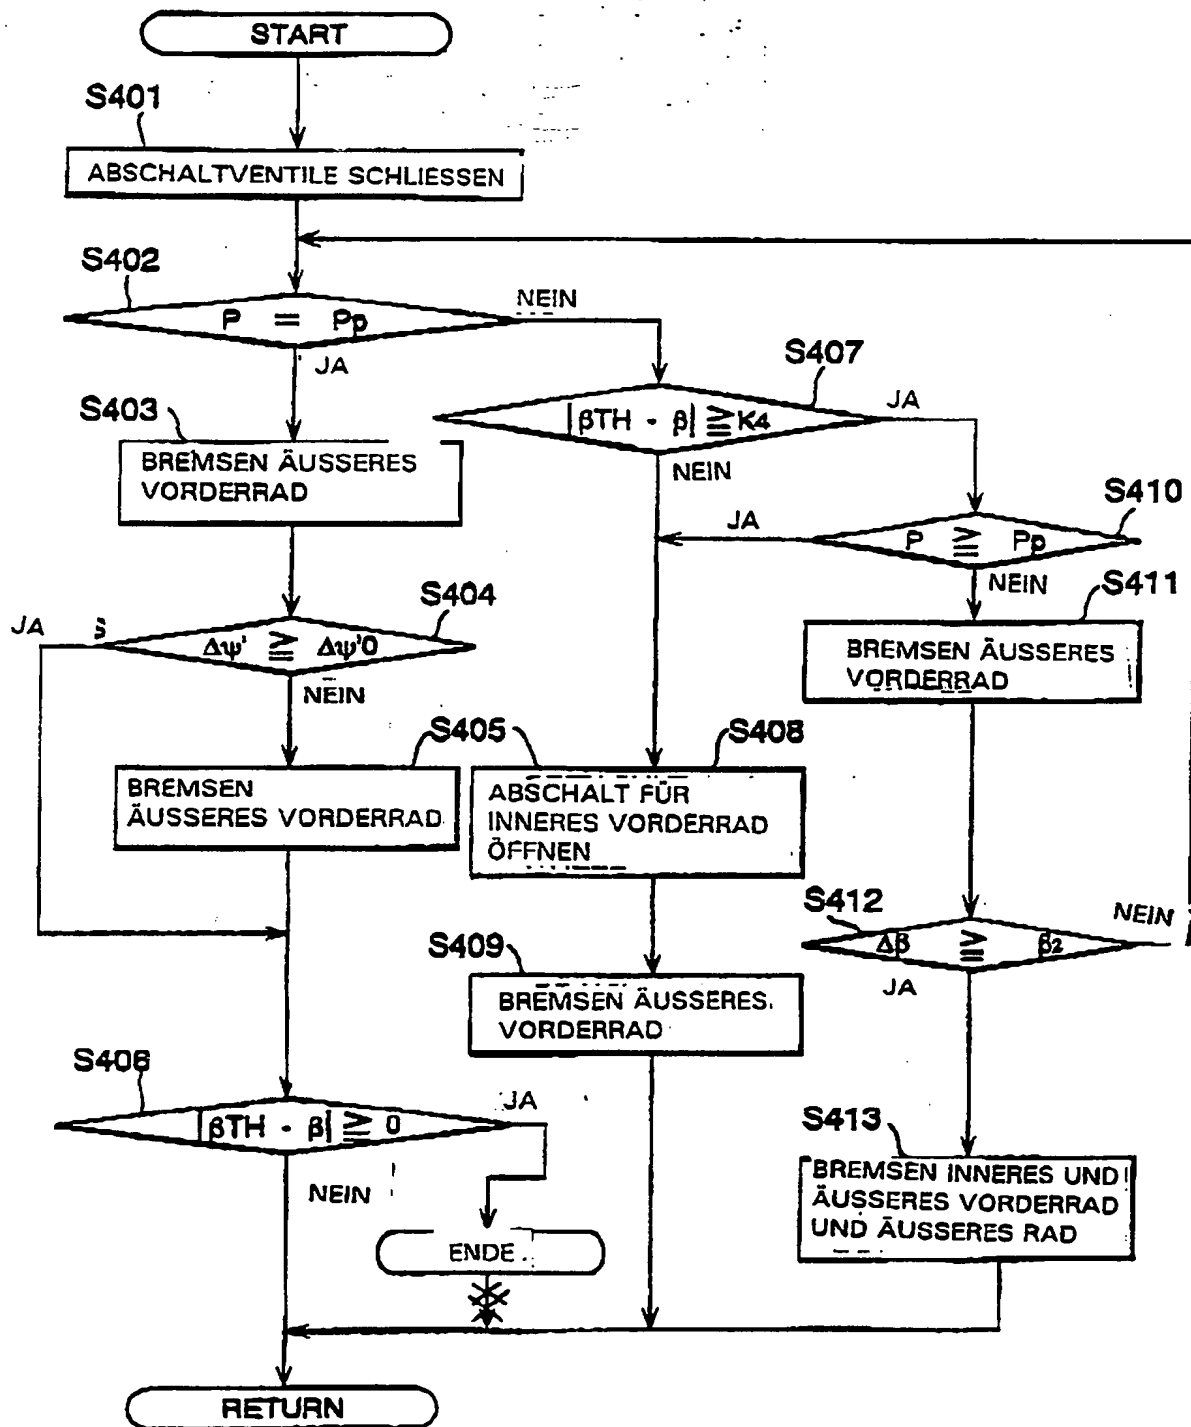 START
S401
ABSCHALTVENTILE SCHLIESSEN
S402
P = Pp
NEIN
JA
S407
|βTH - β| ≧ K4
JA
NEIN
S403
BREMSEN ÄUSSERES
VORDERRAD
S410
P ≧ Pp
JA
NEIN
S404
Δψ' ≧ Δψ'0
JA
S
NEIN
S411
BREMSEN ÄUSSERES
VORDERRAD
S405
BREMSEN
ÄUSSERES VORDERRAD
S408
ABSCHALT FÜR
INNERES VORDERRAD
ÖFFNEN
S412
Δβ ≧ β2
NEIN
JA
S409
BREMSEN ÄUSSERES
VORDERRAD
S406
|βTH - β| ≧ 0
JA
NEIN
S413
BREMSEN INNERES UND
ÄUSSERES VORDERRAD
UND ÄUSSERES RAD
ENDE
RETURN